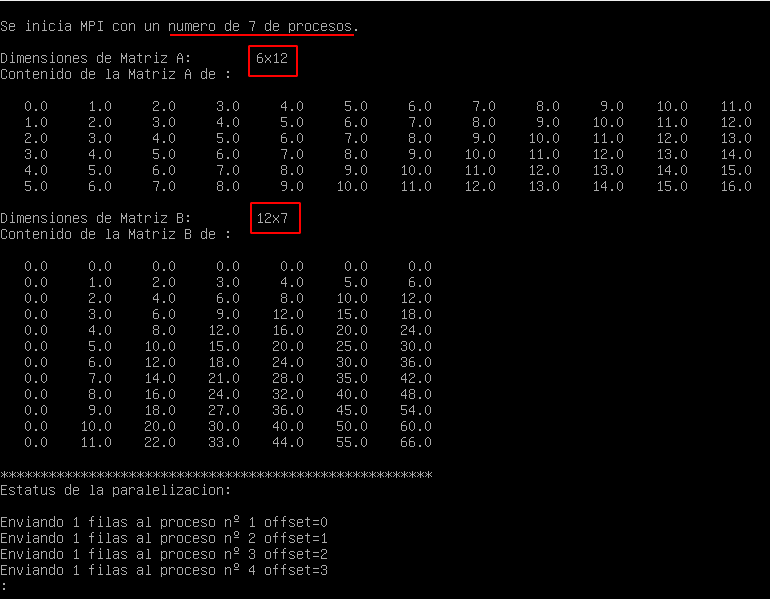 Se inicia MPI con un numero de 7 de procesos.
Dimensiones de Matriz A: 6x12
Contenido de la Matriz A de :
0.0 1.0 2.0 3.0 4.0 5.0 6.0 7.0 8.0 9.0 10.0 11.0
1.0 2.0 3.0 4.0 5.0 6.0 7.0 8.0 9.0 10.0 11.0 12.0
2.0 3.0 4.0 5.0 6.0 7.0 8.0 9.0 10.0 11.0 12.0 13.0
3.0 4.0 5.0 6.0 7.0 8.0 9.0 10.0 11.0 12.0 13.0 14.0
4.0 5.0 6.0 7.0 8.0 9.0 10.0 11.0 12.0 13.0 14.0 15.0
5.0 6.0 7.0 8.0 9.0 10.0 11.0 12.0 13.0 14.0 15.0 16.0
Dimensiones de Matriz B: 12x7
Contenido de la Matriz B de :
0.0 0.0 0.0 0.0 0.0 0.0 0.0
0.0 1.0 2.0 3.0 4.0 5.0 6.0
0.0 2.0 4.0 6.0 8.0 10.0 12.0
0.0 3.0 6.0 9.0 12.0 15.0 18.0
0.0 4.0 8.0 12.0 16.0 20.0 24.0
0.0 5.0 10.0 15.0 20.0 25.0 30.0
0.0 6.0 12.0 18.0 24.0 30.0 36.0
0.0 7.0 14.0 21.0 28.0 35.0 42.0
0.0 8.0 16.0 24.0 32.0 40.0 48.0
0.0 9.0 18.0 27.0 36.0 45.0 54.0
0.0 10.0 20.0 30.0 40.0 50.0 60.0
0.0 11.0 22.0 33.0 44.0 55.0 66.0
******************************************************
Estatus de la paralelizacion:
Enviando 1 filas al proceso nº 1 offset=0
Enviando 1 filas al proceso nº 2 offset=1
Enviando 1 filas al proceso nº 3 offset=2
Enviando 1 filas al proceso nº 4 offset=3
: